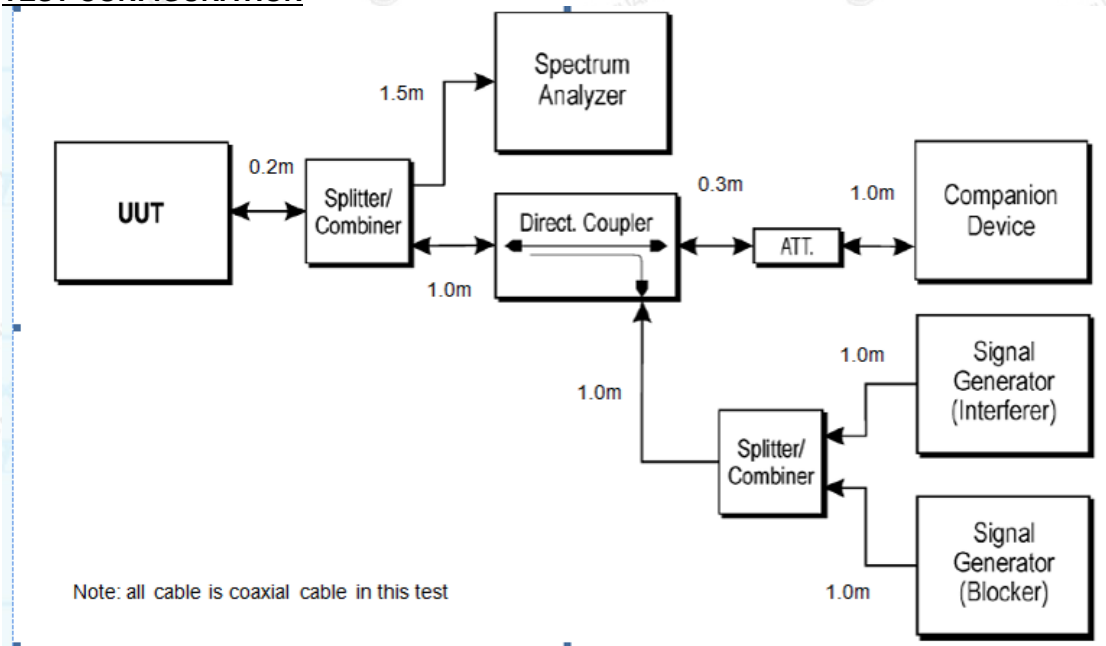 TEST CONFIGURATION
Spectrum
Analyzer
1.5m
UUT
0.2m
Splitter/
Combiner
1.0m
Direct. Coupler
0.3m
ATT.
1.0m
Companion
Device
1.0m
Signal
Generator
(Interferer)
1.0m
Splitter/
Combiner
Signal
Generator
(Blocker)
1.0m
Note: all cable is coaxial cable in this test